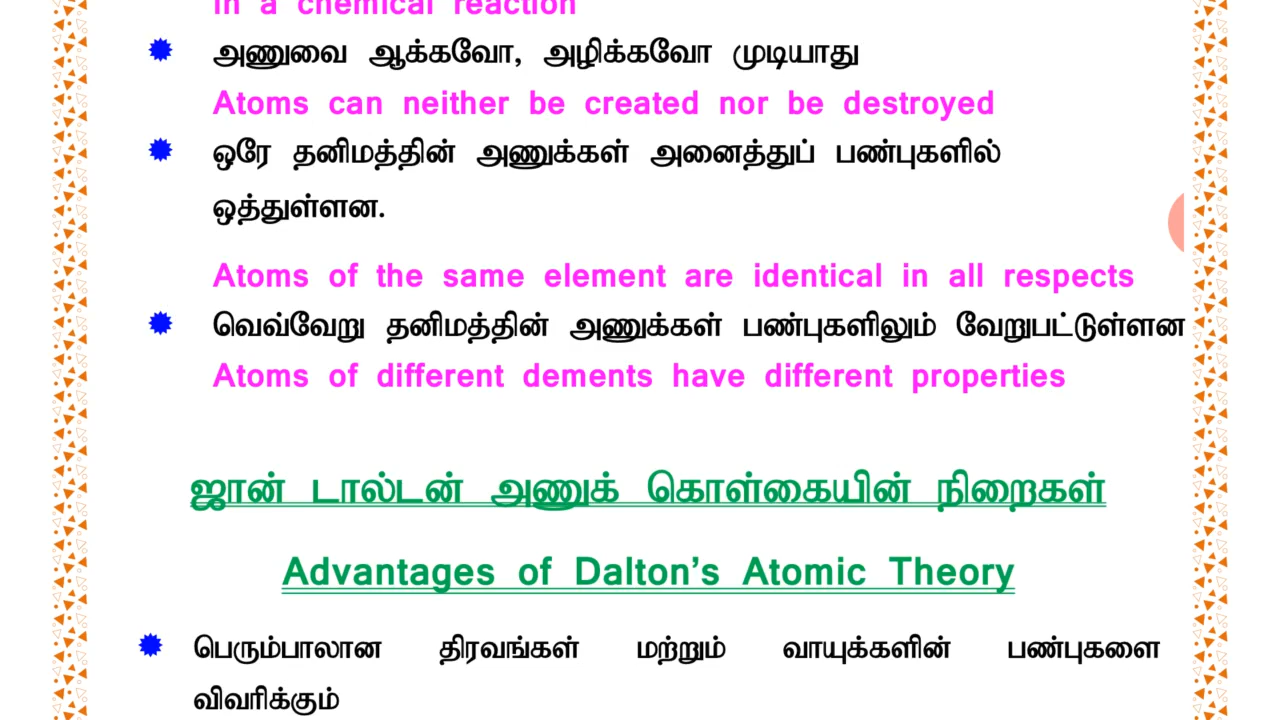 in a chemical reaction
அணுவை ஆக்கவோ, அழிக்கவோ முடியாது
Atoms can neither be created nor be destroyed
ஒரே தனிமத்தின் அணுக்கள் அனைத்துப் பண்புகளில்
ஒத்துள்ளன.
Atoms of the same element are identical in all respects
வெவ்வேறு தனிமத்தின் அணுக்கள் பண்புகளிலும் வேறுபட்டுள்ளன
Atoms of different dements have different properties
ஜான் டால்டன் அணுக் கொள்கையின் நிறைகள்
Advantages of Dalton’s Atomic Theory
பெரும்பாலான திரவங்கள் மற்றும் வாயுக்களின் பண்புகளை
விவரிக்கும்